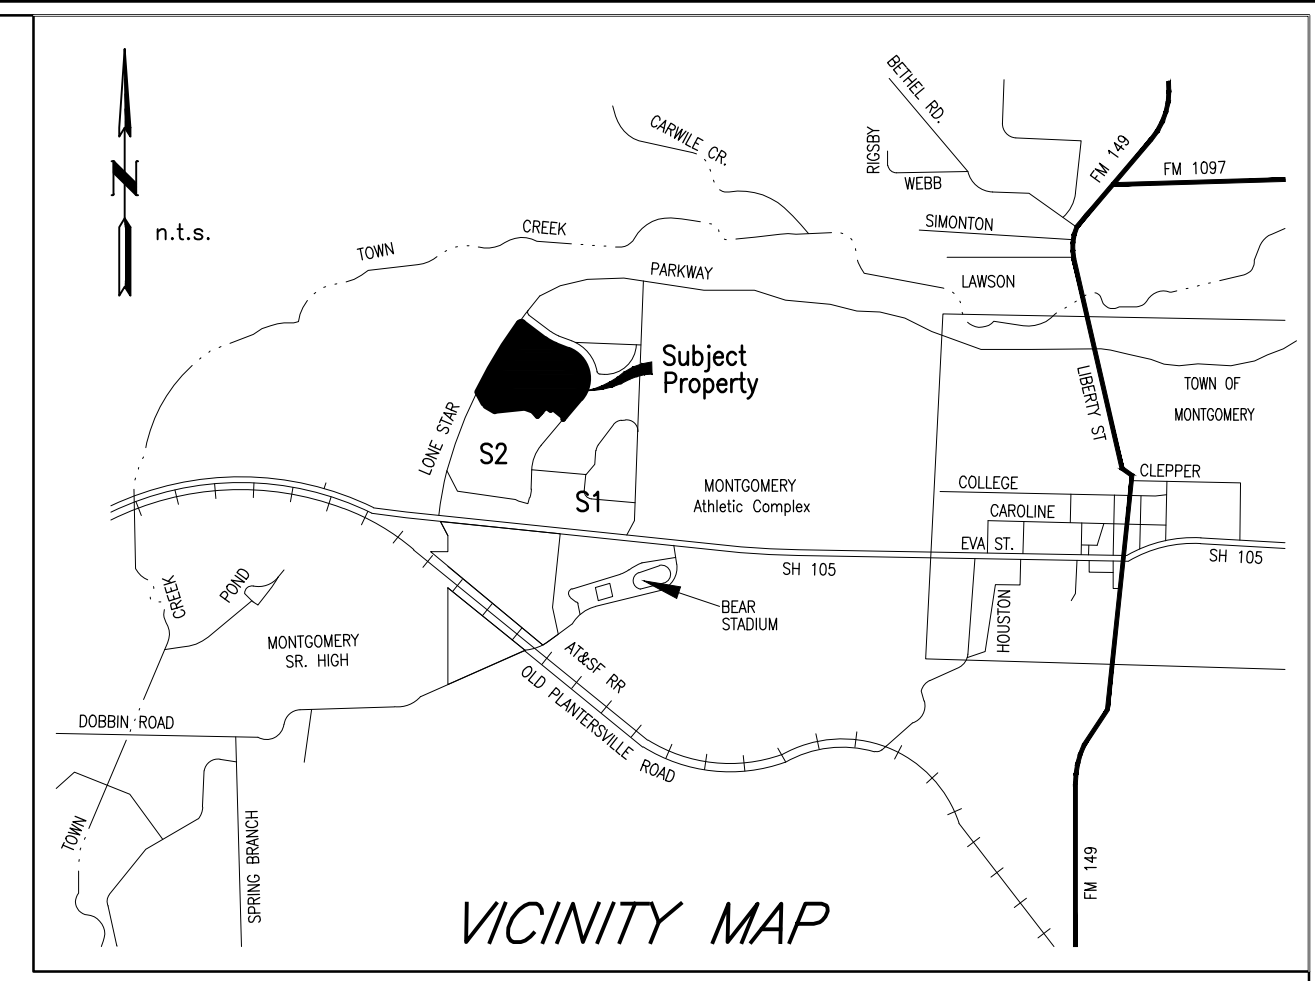 N
n.t.s.
BETHEL RD.
CARWILE CR.
RIGSBY
WEBB
FM 149
FM 1097
SIMONTON
CREEK
TOWN
PARKWAY
LAWSON
Subject
Property
LIBERTY ST
TOWN OF
MONTGOMERY
LONE STAR
S2
S1
MONTGOMERY
Athletic Complex
COLLEGE
CLEPPER
CAROLINE
EVA ST.
SH 105
SH 105
CREEK
POND
BEAR
STADIUM
HOUSTON
MONTGOMERY
SR. HIGH
AT&SF RR
OLD PLANTERSVILLE ROAD
DOBBIN ROAD
TOWN
SPRING BRANCH
FM 149
VICINITY MAP